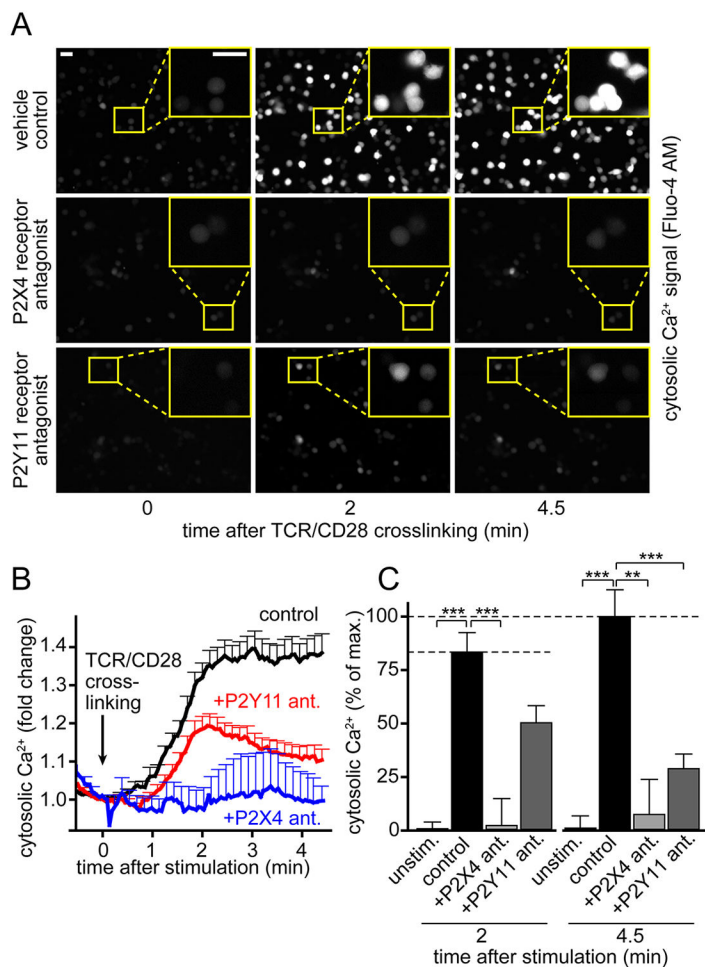 A
vehicle
control
P2X4 receptor
antagonist
P2Y11 receptor
antagonist
cytosolic Ca²⁺ signal (Fluo-4 AM)
0
2
4.5
time after TCR/CD28 crosslinking (min)
B
cytosolic Ca²⁺ (fold change)
1.4
1.3
1.2
1.1
1.0
control
TCR/CD28
cross-
linking
+P2Y11 ant.
+P2X4 ant.
0 1 2 3 4
time after stimulation (min)
C
cytosolic Ca²⁺ (% of max.)
100
75
50
25
0
*** ***
***
*** **
unstim. control +P2X4 ant. +P2Y11 ant. unstim. control +P2X4 ant. +P2Y11 ant.
2 4.5
time after stimulation (min)